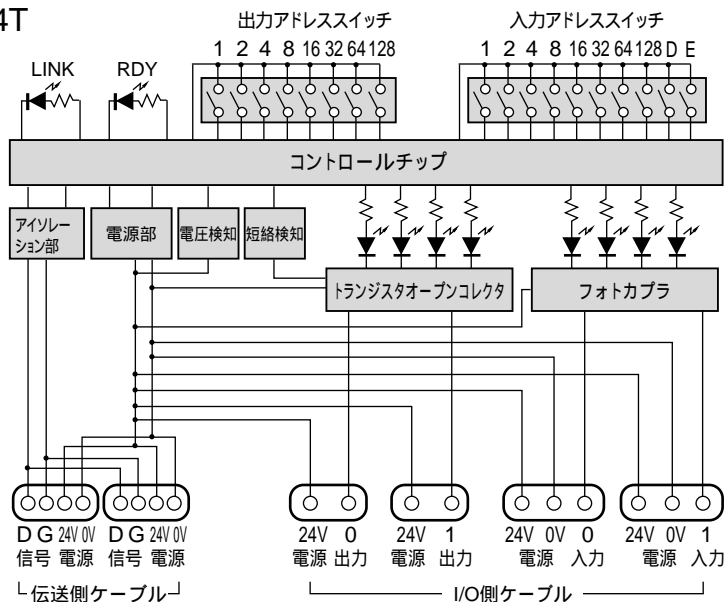 4T
出力アドレススイッチ 入力アドレススイッチ
1 2 4 8 16 32 64 128 1 2 4 8 16 32 64 128 D E
LINK RDY
コントロールチップ
アイソレー
ション部
電源部
電圧検知
短絡検知
トランジスタオープンコレクタ
フォトカプラ
D G 24V 0V D G 24V 0V 24V 0 24V 1 24V 0V 0 24V 0V 1
信号 電源 信号 電源 電源 出力 電源 出力 電源 入力 電源 入力
伝送側ケーブル I/O側ケーブル